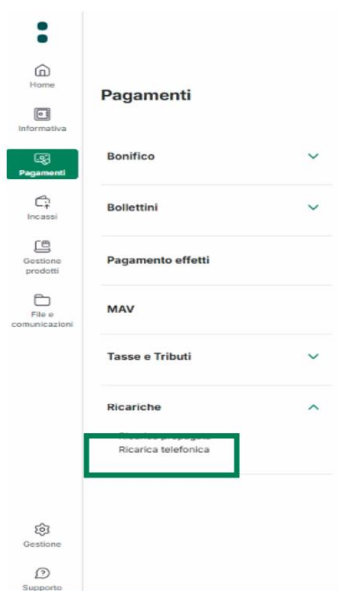 Home
Informativa
Pagamenti
Incassi
Gestione
prodotti
File e
comunicazioni
Gestione
Supporto
Pagamenti
Bonifico
Bollettini
Pagamento effetti
MAV
Tasse e Tributi
Ricariche
Ricarica telefonica